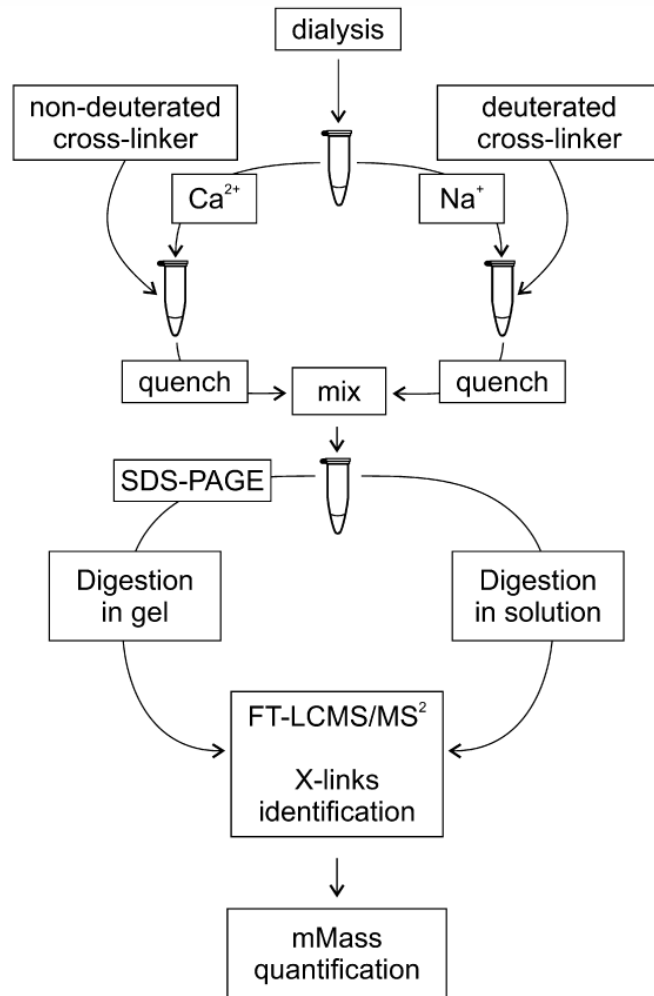 dialysis
non-deuterated
cross-linker
deuterated
cross-linker
Ca²⁺
Na⁺
quench
mix
quench
SDS-PAGE
Digestion
in gel
Digestion
in solution
FT-LCMS/MS²
X-links
identification
mMass
quantification